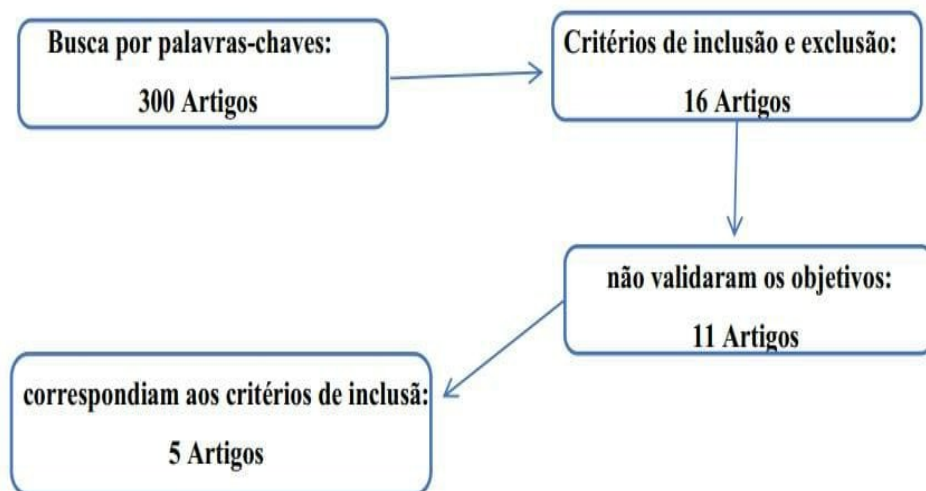 Busca por palavras-chaves:
300 Artigos
Critérios de inclusão e exclusão:
16 Artigos
não validaram os objetivos:
11 Artigos
correspondiam aos critérios de inclusã:
5 Artigos